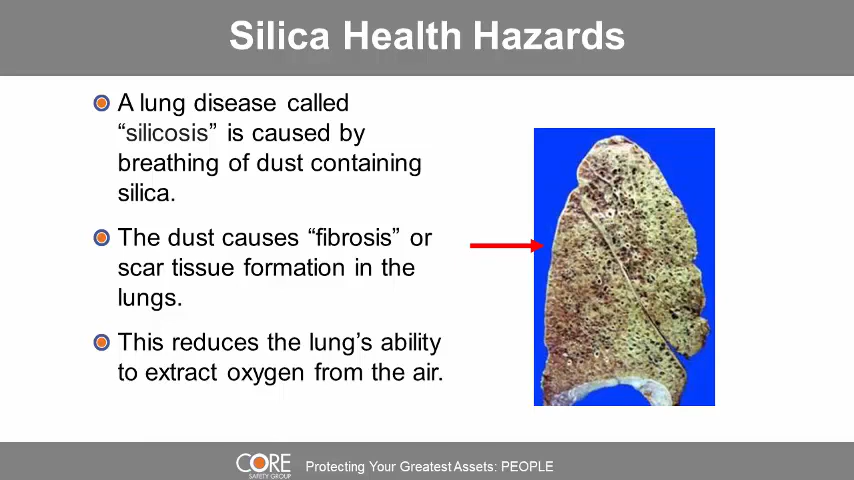 Silica Health Hazards
A lung disease called
“silicosis” is caused by
breathing of dust containing
silica.
The dust causes “fibrosis” or
scar tissue formation in the
lungs.
This reduces the lung’s ability
to extract oxygen from the air.
CORE
SAFETY GROUP
Protecting Your Greatest Assets: PEOPLE